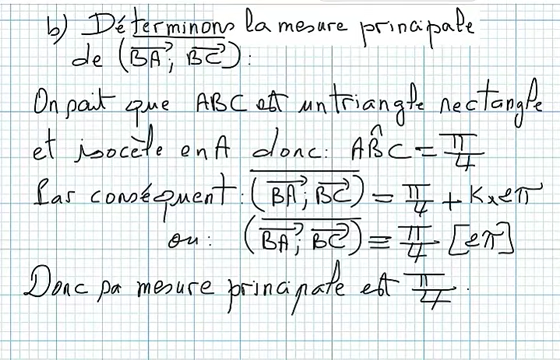 b) Déterminons la mesure principale
de (BA⃗ ; BC⃗) :
On sait que ABC est un triangle rectangle
et isocèle en A donc : AB̂C = π/4
Par conséquent : (BA⃗ ; BC⃗) = π/4 + K×2π
ou : (BA⃗ ; BC⃗) ≡ π/4 [2π]
Donc sa mesure principale est π/4.